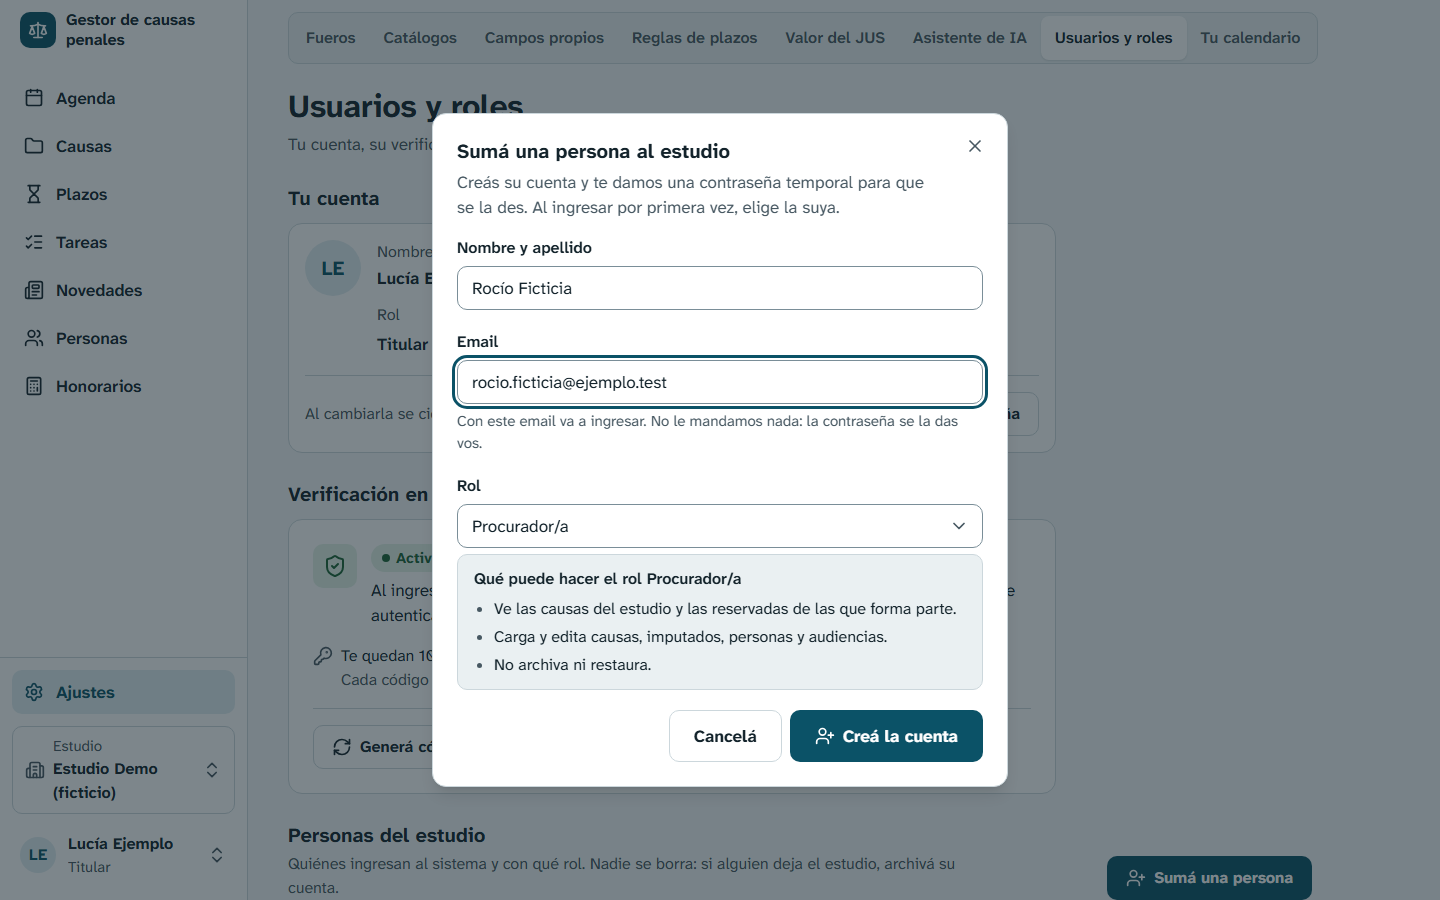 Gestor de causas
penales
Agenda
Causas
Plazos
Tareas
Novedades
Personas
Honorarios
Ajustes
Estudio
Estudio Demo
(ficticio)
LE
Lucía Ejemplo
Titular
Fueros
Catálogos
Campos propios
Reglas de plazos
Valor del JUS
Asistente de IA
Usuarios y roles
Tu calendario
Usuarios y roles
Tu cuenta, su verific
Tu cuenta
LE
Nombre
Lucía E
Rol
Titular
Al cambiarla se ci
Verificación en
Activ
Al ingres
autentic
Te quedan 10
Cada código
Generá có
Personas del estudio
Quiénes ingresan al sistema y con qué rol. Nadie se borra: si alguien deja el estudio, archivá su
cuenta.
Sumá una persona
Sumá una persona al estudio
Creás su cuenta y te damos una contraseña temporal para que
se la des. Al ingresar por primera vez, elige la suya.
Nombre y apellido
Rocío Ficticia
Email
rocio.ficticia@ejemplo.test
Con este email va a ingresar. No le mandamos nada: la contraseña se la das
vos.
Rol
Procurador/a
Qué puede hacer el rol Procurador/a
• Ve las causas del estudio y las reservadas de las que forma parte.
• Carga y edita causas, imputados, personas y audiencias.
• No archiva ni restaura.
Cancelá
Creá la cuenta